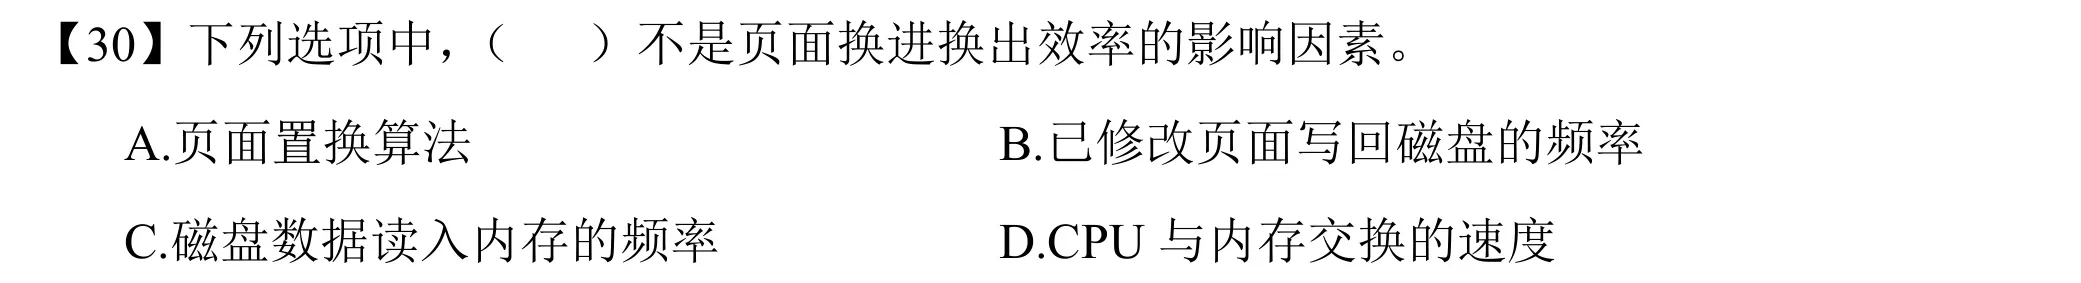 【30】下列选项中，（　　）不是页面换进换出效率的影响因素。
A.页面置换算法　　B.已修改页面写回磁盘的频率
C.磁盘数据读入内存的频率　　D.CPU 与内存交换的速度